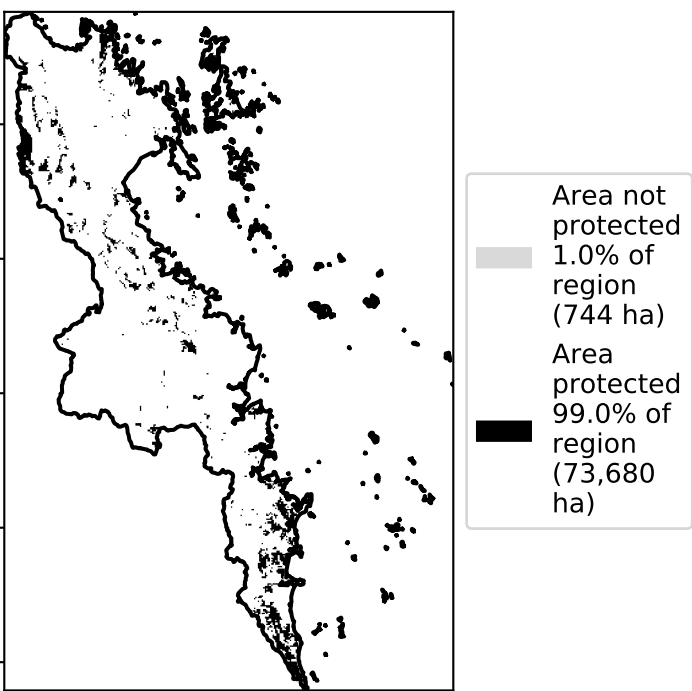 Area not
protected
1.0% of
region
(744 ha)
Area
protected
99.0% of
region
(73,680
ha)